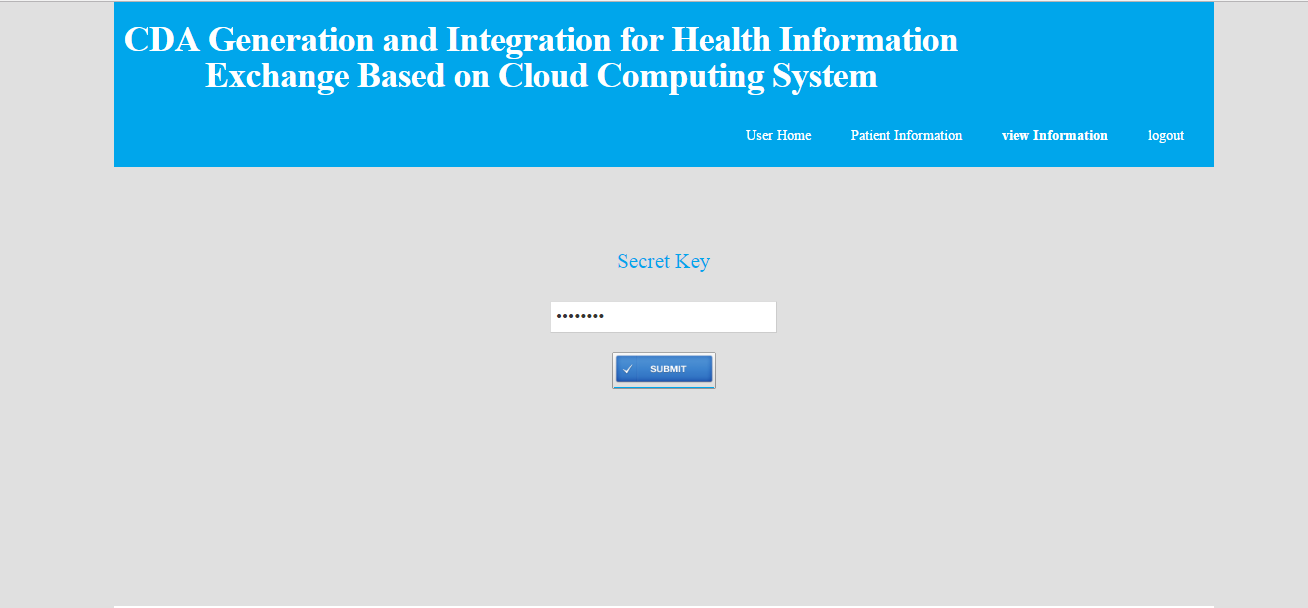 CDA Generation and Integration for Health Information
Exchange Based on Cloud Computing System
User Home Patient Information view Information logout
Secret Key
••••••••
SUBMIT